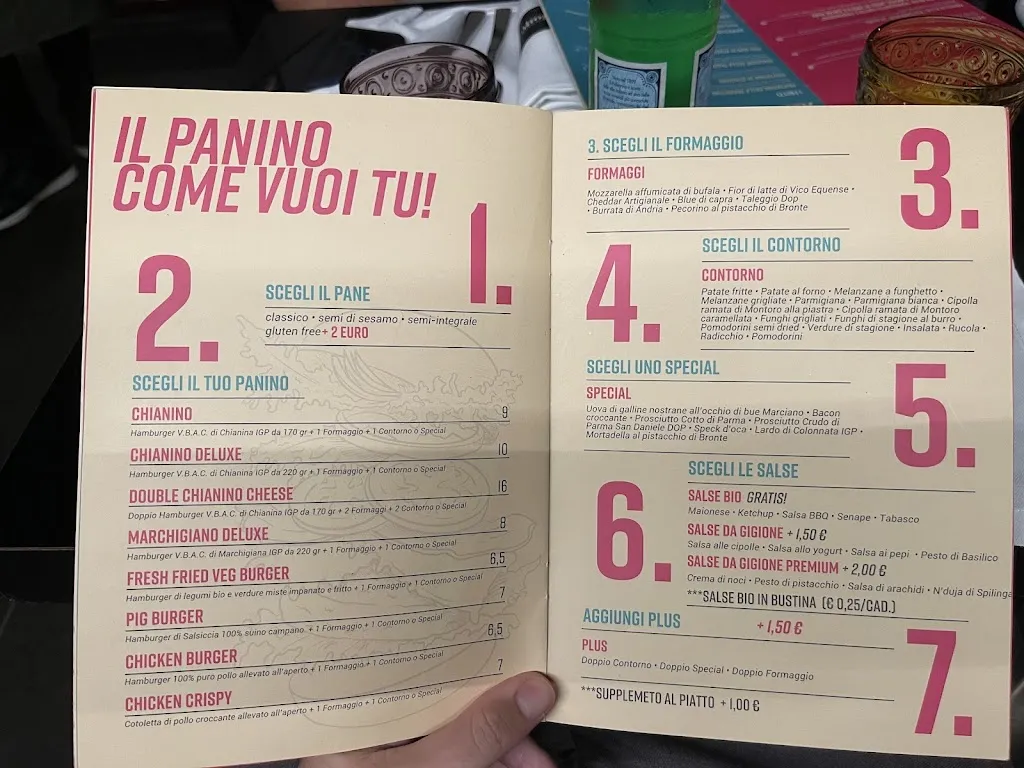 IL PANINO
COME VUOI TU!
1.
SCEGLI IL PANE
classico • semi di sesamo • semi-integrale
gluten free + 2 EURO
2.
SCEGLI IL TUO PANINO
CHIANINO 9
Hamburger V.B.A.C. di Chianina IGP da 170 gr + 1 Formaggio + 1 Contorno o Special
CHIANINO DELUXE 10
Hamburger V.B.A.C. di Chianina IGP da 220 gr + 1 Formaggio + 1 Contorno o Special
DOUBLE CHIANINO CHEESE 16
Doppio Hamburger V.B.A.C. di Chianina IGP da 170 gr + 2 Formaggi + 2 Contorno o Special
MARCHIGIANO DELUXE 8
Hamburger V.B.A.C. di Marchigiana IGP da 220 gr + 1 Formaggio + 1 Contorno o Special
FRESH FRIED VEG BURGER 6,5
Hamburger di legumi bio e verdure miste impanato e fritto + 1 Formaggio + 1 Contorno o Special
PIG BURGER 7
Hamburger di Salsiccia 100% suino campano. + 1 Formaggio + 1 Contorno o Special
CHICKEN BURGER 6,5
Hamburger 100% puro pollo allevato all'aperto + 1 Formaggio + 1 Contorno o Special
CHICKEN CRISPY 7
Cotoletta di pollo croccante allevato all'aperto + 1 Formaggio + 1 Contorno o Special
3. SCEGLI IL FORMAGGIO
3.
FORMAGGI
Mozzarella affumicata di bufala • Fior di latte di Vico Equense •
Cheddar Artigianale • Blue di capra • Taleggio Dop
• Burrata di Andria • Pecorino al pistacchio di Bronte
4.
SCEGLI IL CONTORNO
CONTORNO
Patate fritte • Patate al forno • Melanzane a funghetto •
Melanzane grigliate • Parmigiana • Parmigiana bianca • Cipolla
ramata di Montoro alla piastra • Cipolla ramata di Montoro
caramellata • Funghi grigliati • Funghi di stagione al burro •
Pomodorini semi dried • Verdure di stagione • Insalata • Rucola •
Radicchio • Pomodorini
SCEGLI UNO SPECIAL
5.
SPECIAL
Uova di galline nostrane all'occhio di bue Marciano • Bacon
croccante • Prosciutto Cotto di Parma • Prosciutto Crudo di
Parma San Daniele DOP • Speck d'oca • Lardo di Colonnata IGP •
Mortadella al pistacchio di Bronte
6.
SCEGLI LE SALSE
SALSE BIO GRATIS!
Maionese • Ketchup • Salsa BBQ • Senape • Tabasco
SALSE DA GIGIONE + 1,50 €
Salsa alle cipolle • Salsa allo yogurt • Salsa ai pepi • Pesto di Basilico
SALSE DA GIGIONE PREMIUM + 2,00 €
Crema di noci • Pesto di pistacchio • Salsa di arachidi • N'duja di Spilinga
***SALSE BIO IN BUSTINA (€ 0,25/CAD.)
AGGIUNGI PLUS + 1,50 €
7.
PLUS
Doppio Contorno • Doppio Special • Doppio Formaggio
***SUPPLEMETO AL PIATTO + 1,00 €